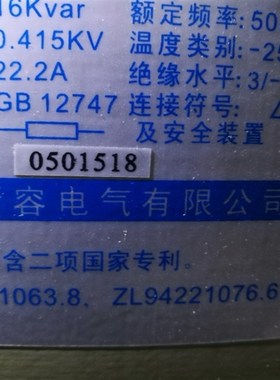 16Kvar 额定频率: 50
0.415KV 温度类别: -25
22.2A 绝缘水平: 3/-
GB 12747 连接符号:
及安全装置
0501518
容电气有限公司
含二项国家专利。
1063.8、ZL94221076.6